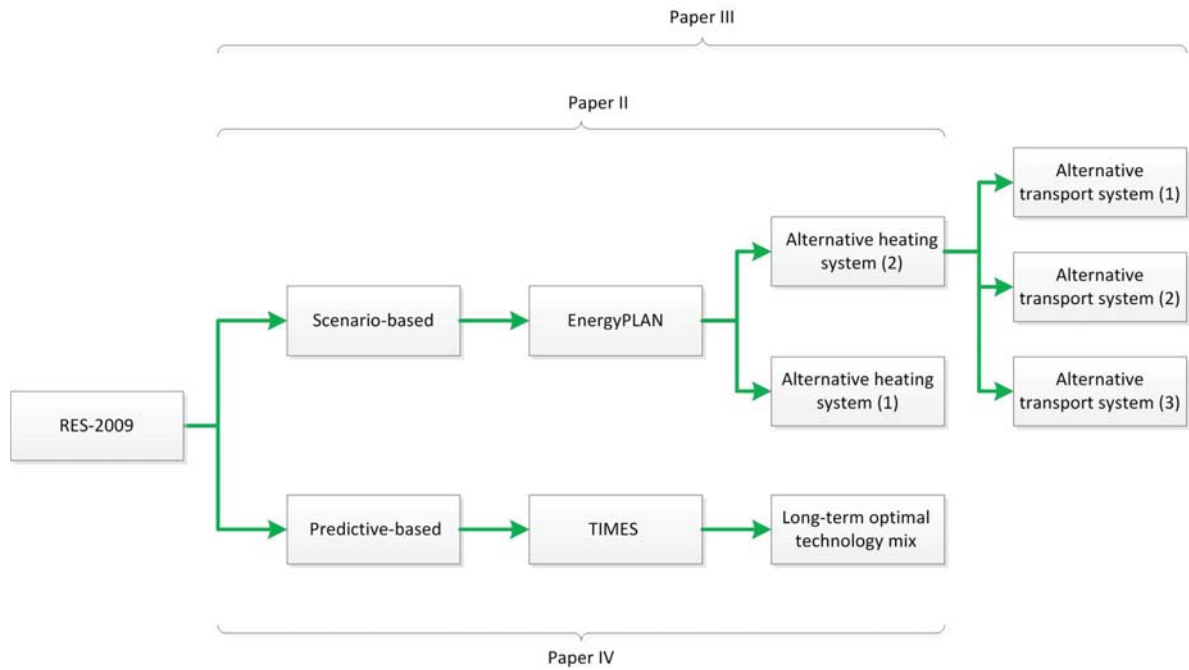 Paper III
Paper II
Alternative
transport system (1)
Alternative heating
system (2)
Alternative
transport system (2)
Scenario-based
EnergyPLAN
Alternative heating
system (1)
Alternative
transport system (3)
RES-2009
Predictive-based
TIMES
Long-term optimal
technology mix
Paper IV